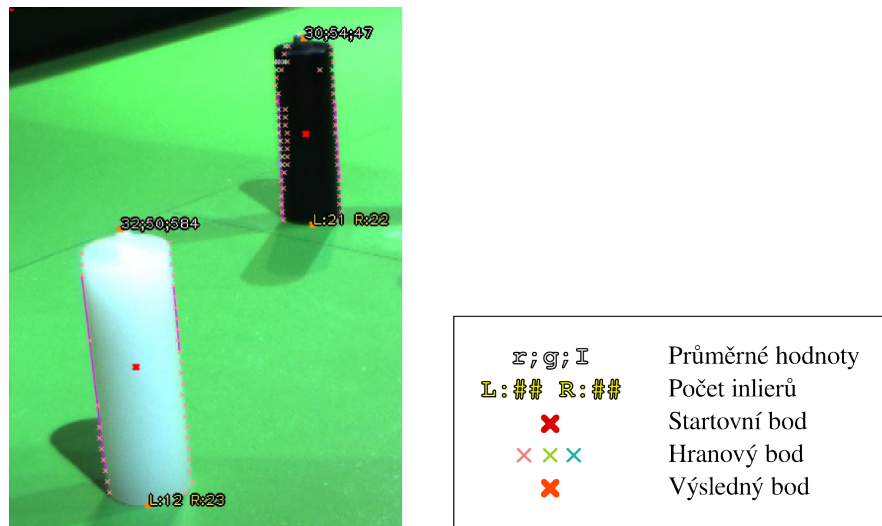 30;54;47
L:21 R:22
32;50;584
L:12 R:23
r;g;I Průměrné hodnoty
L:## R:## Počet inlierů
Startovní bod
Hranový bod
Výsledný bod